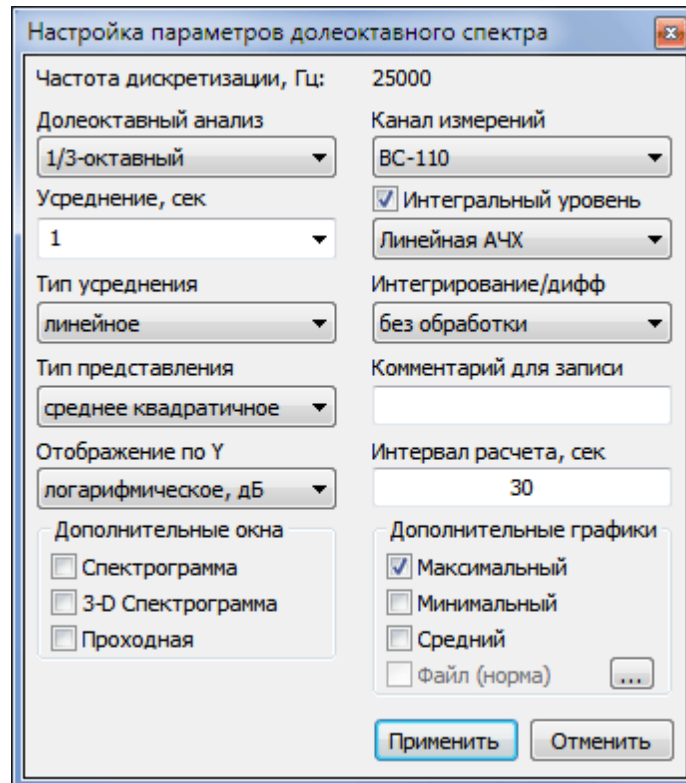 Настройка параметров долеоктавного спектра
Частота дискретизации, Гц: 25000
Долеоктавный анализ
1/3-октавный
Канал измерений
ВС-110
Усреднение, сек
1
Интегральный уровень
Линейная АЧХ
Тип усреднения
линейное
Интегрирование/дифф
без обработки
Тип представления
среднее квадратичное
Комментарий для записи
Отображение по Y
логарифмическое, дБ
Интервал расчета, сек
30
Дополнительные окна
Спектрограмма
3-D Спектрограмма
Проходная
Дополнительные графики
Максимальный
Минимальный
Средний
Файл (норма) ...
Применить Отменить